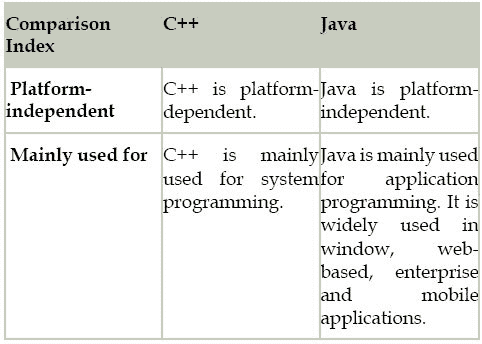 Comparison Index
C++
Java
Platform-independent
C++ is platform-
dependent.
Java is platform-
independent.
Mainly used for
C++ is mainly
used for system
programming.
Java is mainly used
for application
programming. It is
widely used in
window, web-
based, enterprise
and mobile
applications.